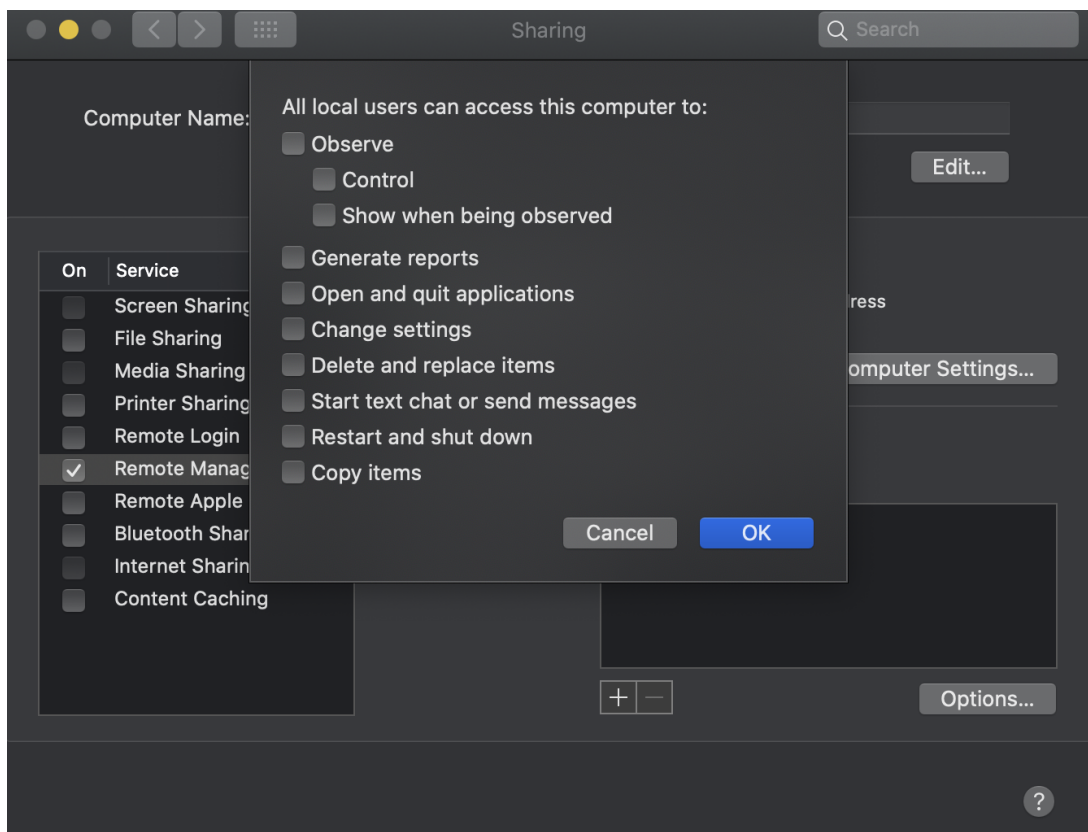 Sharing
Search
Computer Name:
Edit...
All local users can access this computer to:
Observe
Control
Show when being observed
Generate reports
Open and quit applications
Change settings
Delete and replace items
Start text chat or send messages
Restart and shut down
Copy items
Cancel
OK
On Service
Screen Sharing
File Sharing
Media Sharing
Printer Sharing
Remote Login
Remote Manag
Remote Apple
Bluetooth Shar
Internet Sharin
Content Caching
ress
omputer Settings...
+ −
Options...
?